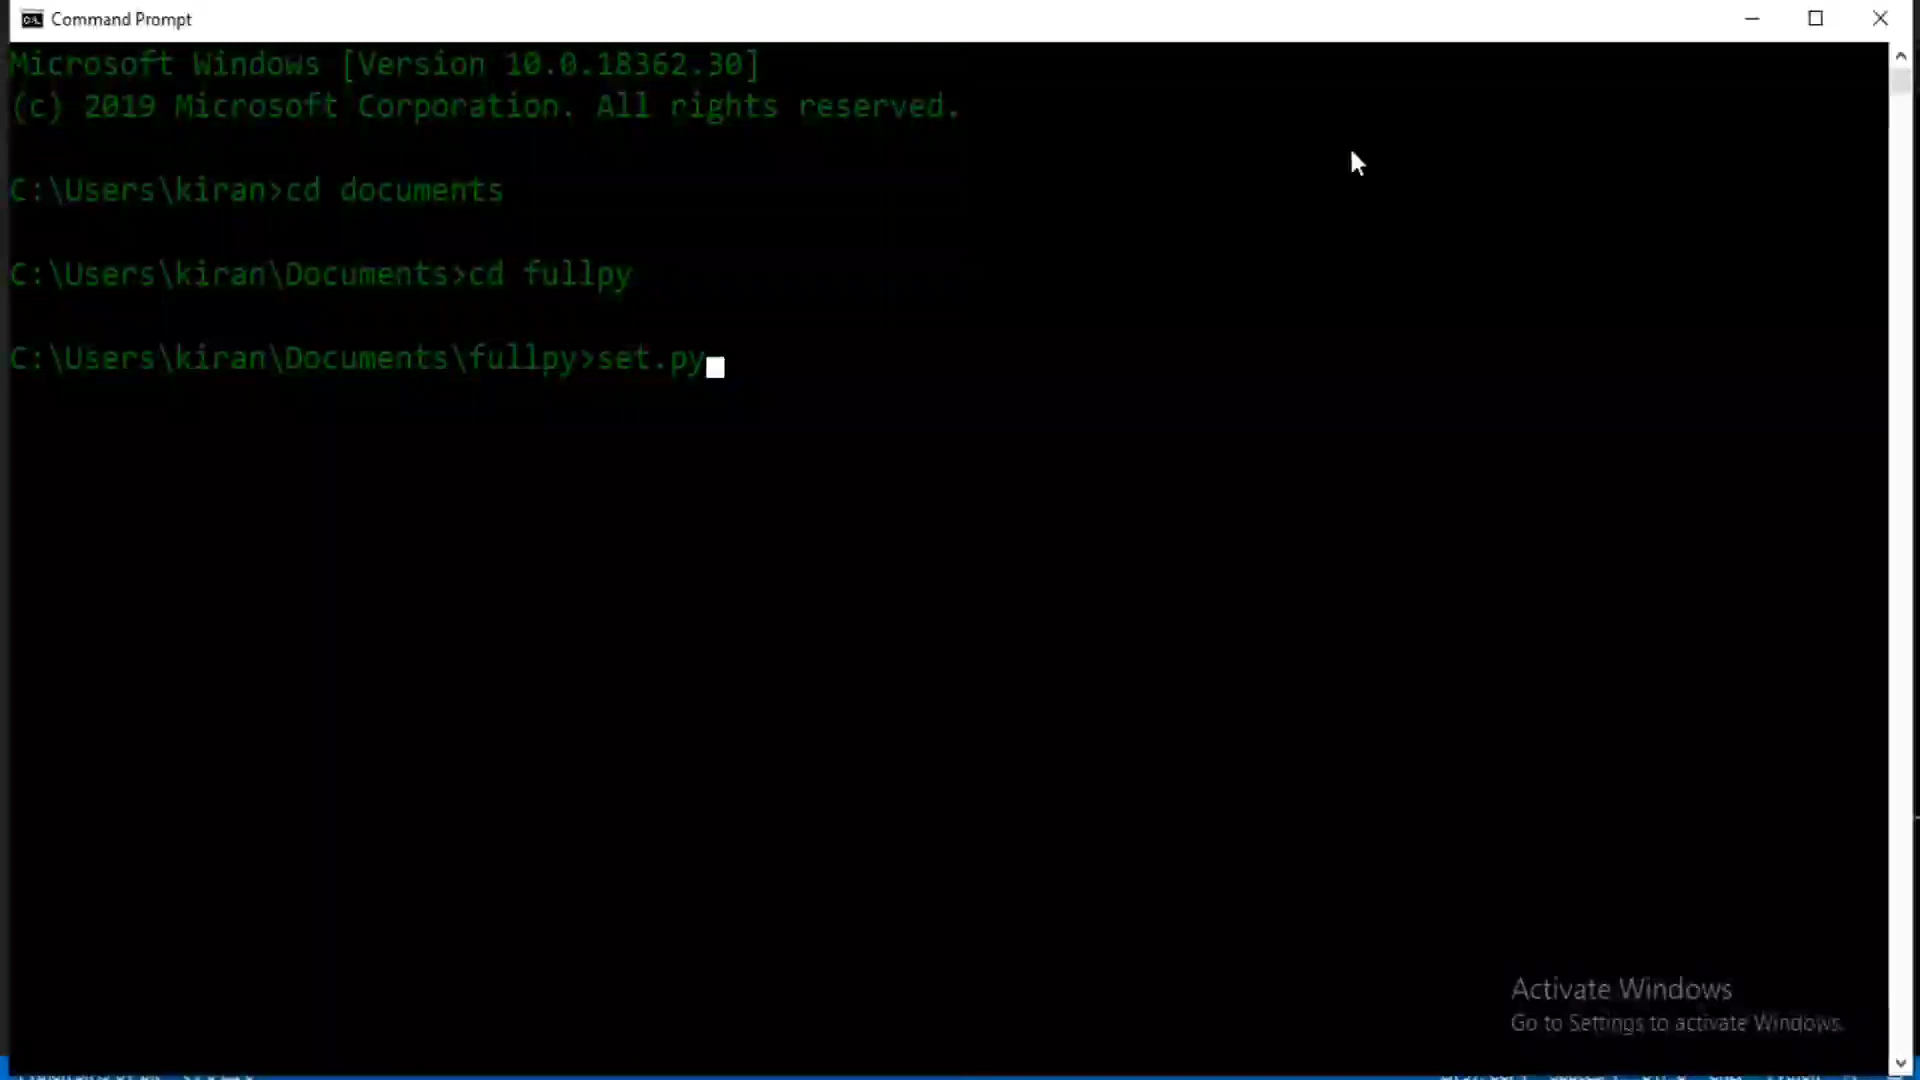 Command Prompt
Microsoft Windows [Version 10.0.18362.30]
(c) 2019 Microsoft Corporation. All rights reserved.
C:\Users\kiran>cd documents
C:\Users\kiran\Documents>cd fullpy
C:\Users\kiran\Documents\fullpy>set.py
Activate Windows
Go to Settings to activate Windows.